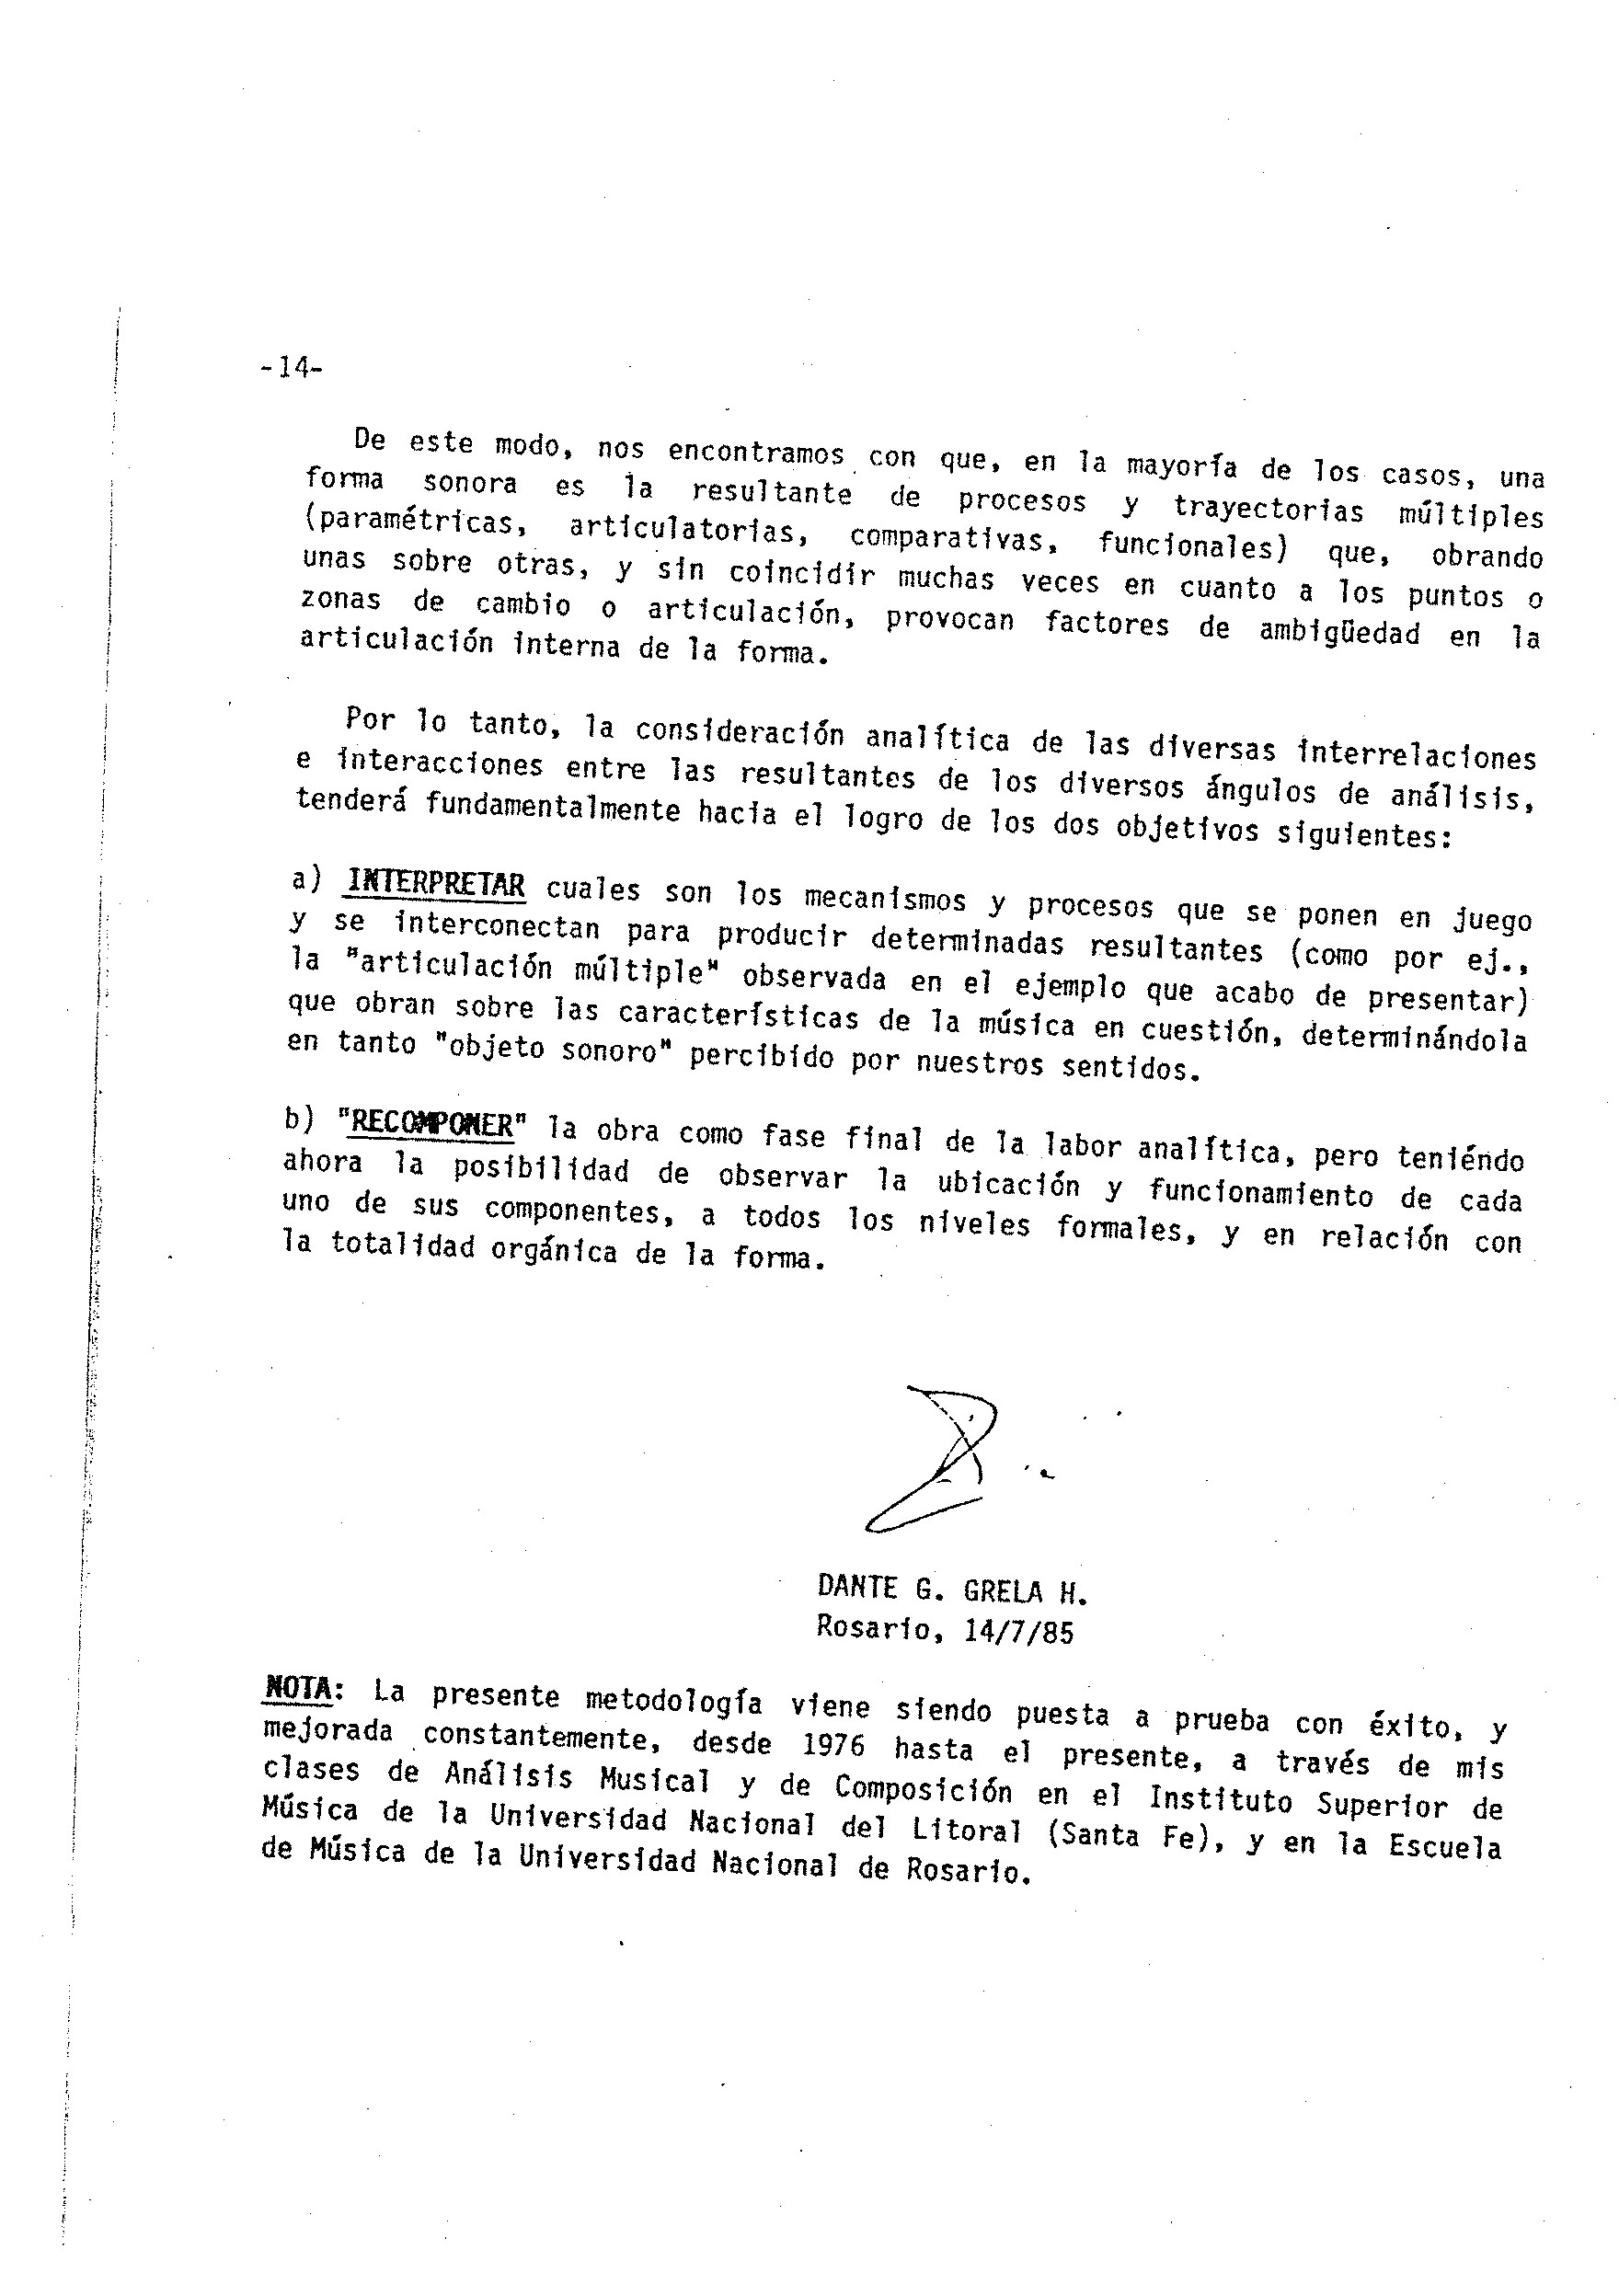 -14-
De este modo, nos encontramos con que, en la mayoría de los casos, una
forma sonora es la resultante de procesos y trayectorias múltiples
(paramétricas, articulatorias, comparativas, funcionales) que, obrando
unas sobre otras, y sin coincidir muchas veces en cuanto a los puntos o
zonas de cambio o articulación, provocan factores de ambigüedad en la
articulación interna de la forma.
Por lo tanto, la consideración analítica de las diversas interrelaciones
e interacciones entre las resultantes de los diversos ángulos de análisis,
tenderá fundamentalmente hacia el logro de los dos objetivos siguientes:
a) INTERPRETAR cuales son los mecanismos y procesos que se ponen en juego
y se interconectan para producir determinadas resultantes (como por ej.,
la "articulación múltiple" observada en el ejemplo que acabo de presentar)
que obran sobre las características de la música en cuestión, determinándola
en tanto "objeto sonoro" percibido por nuestros sentidos.
b) "RECOMPONER" la obra como fase final de la labor analítica, pero teniéndo
ahora la posibilidad de observar la ubicación y funcionamiento de cada
uno de sus componentes, a todos los niveles formales, y en relación con
la totalidad orgánica de la forma.
DANTE G. GRELA H.
Rosario, 14/7/85
NOTA: La presente metodología viene siendo puesta a prueba con éxito, y
mejorada constantemente, desde 1976 hasta el presente, a través de mis
clases de Análisis Musical y de Composición en el Instituto Superior de
Música de la Universidad Nacional del Litoral (Santa Fe), y en la Escuela
de Música de la Universidad Nacional de Rosario.